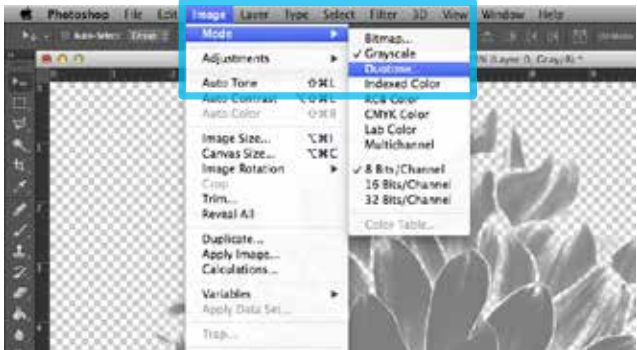 Photoshop File Edit Image Layer Type Select Filter 3D View Window Help
Auto-Select:
Mode
Adjustments
Auto Tone ⇧⌘L
Auto Contrast ⌥⇧⌘L
Auto Color ⇧⌘B
Image Size... ⌥⌘I
Canvas Size... ⌥⌘C
Image Rotation
Crop
Trim...
Reveal All
Duplicate...
Apply Image...
Calculations...
Variables
Apply Data Set...
Trap...
Bitmap...
✓ Grayscale
Duotone...
Indexed Color
RGB Color
CMYK Color
Lab Color
Multichannel
✓ 8 Bits/Channel
16 Bits/Channel
32 Bits/Channel
Color Table...
(Layer 0, Gray/8) *